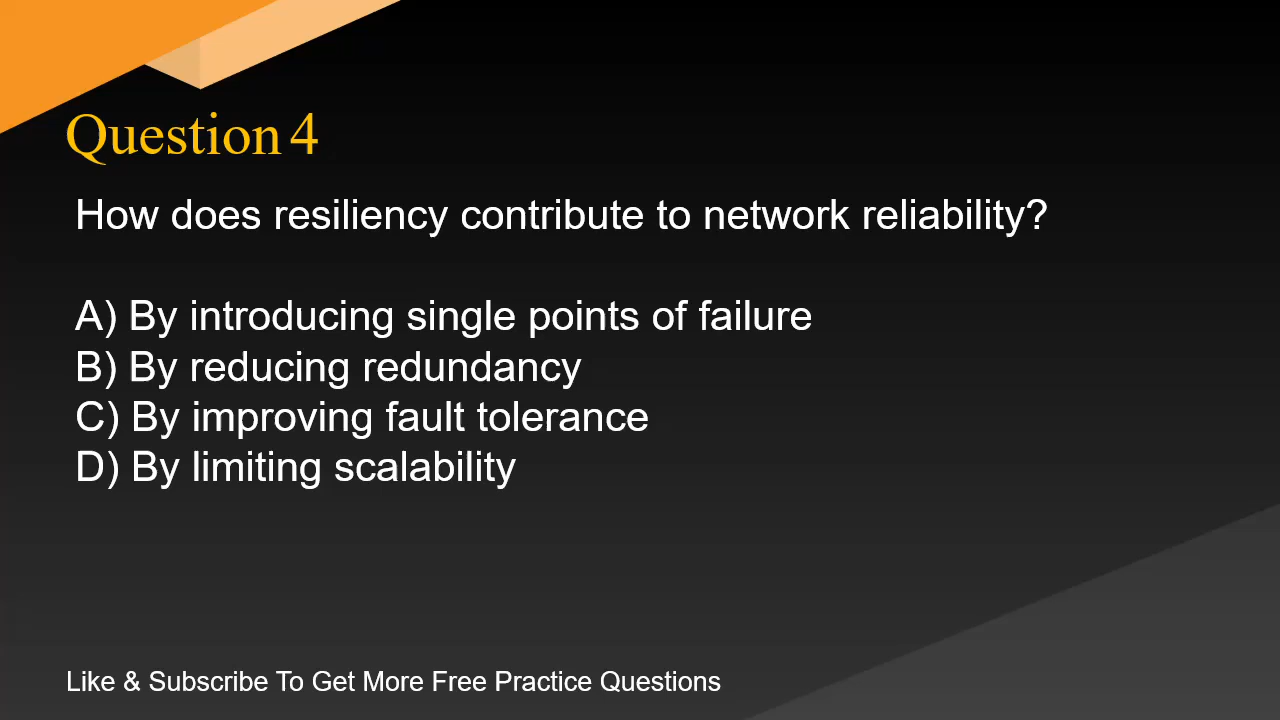 Question 4
How does resiliency contribute to network reliability?
A) By introducing single points of failure
B) By reducing redundancy
C) By improving fault tolerance
D) By limiting scalability
Like & Subscribe To Get More Free Practice Questions